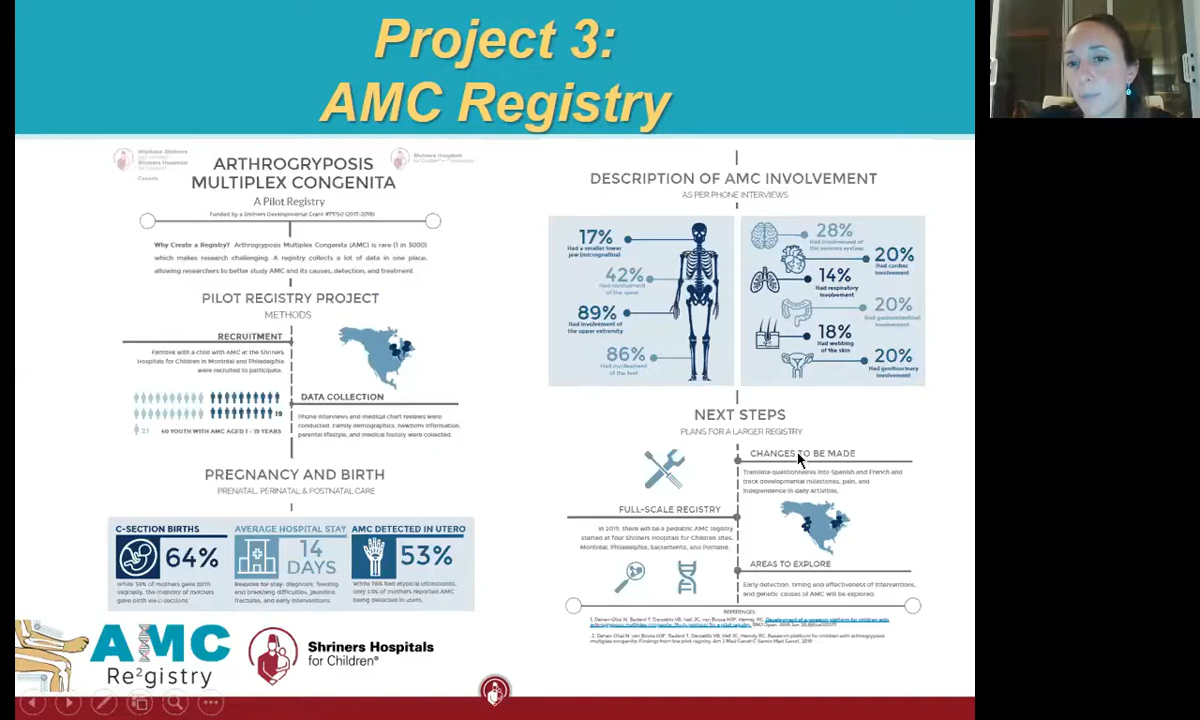 Project 3:
AMC Registry
Shriners Hospitals
Canada
Shriners Hospitals
ARTHROGRYPOSIS
MULTIPLEX CONGENITA
A Pilot Registry
Funded by a Shriners Developmental Grant #79150 (2017-2019)
Why Create a Registry? Arthrogryposis Multiplex Congenita (AMC) is rare (1 in 3000)
which makes research challenging. A registry collects a lot of data in one place,
allowing researchers to better study AMC and its causes, detection, and treatment.
PILOT REGISTRY PROJECT
METHODS
RECRUITMENT
Families with a child with AMC at the Shriners
Hospitals for Children in Montréal and Philadelphia
were recruited to participate.
19
21
40 YOUTH WITH AMC AGED 1 - 19 YEARS
DATA COLLECTION
Phone interviews and medical chart reviews were
conducted. Family demographics, newborn information,
parental lifestyle, and medical history were collected.
PREGNANCY AND BIRTH
PRENATAL, PERINATAL & POSTNATAL CARE
C-SECTION BIRTHS
64%
While 36% of mothers gave birth
vaginally, the majority of mothers
gave birth via c-sections.
AVERAGE HOSPITAL STAY
14
DAYS
Reasons for stay: diagnosis, feeding
and breathing difficulties, jaundice,
fractures, and early interventions.
AMC DETECTED IN UTERO
53%
While 78% had atypical ultrasounds,
only 53% of mothers reported AMC
being detected in utero.
DESCRIPTION OF AMC INVOLVEMENT
AS PER PHONE INTERVIEWS
17%
Had a smaller lower
jaw (micrognathia)
42%
Had involvement
of the spine
89%
Had involvement of
the upper extremity
86%
Had involvement
of the feet
28%
Had involvement of
the nervous system
20%
Had cardiac
involvement
14%
Had respiratory
involvement
20%
Had gastrointestinal
involvement
18%
Had webbing
of the skin
20%
Had genitourinary
involvement
NEXT STEPS
PLANS FOR A LARGER REGISTRY
CHANGES TO BE MADE
Translate questionnaires into Spanish and French and
track developmental milestones, pain, and
independence in daily activities.
FULL-SCALE REGISTRY
In 2019, there will be a pediatric AMC registry
started at four Shriners Hospitals for Children sites.
Montréal, Philadelphia, Sacramento, and Portland.
AREAS TO EXPLORE
Early detection, timing and effectiveness of interventions,
and genetic causes of AMC will be explored.
REFERENCES
AMC
Re²gistry
Shriners Hospitals
for Children®